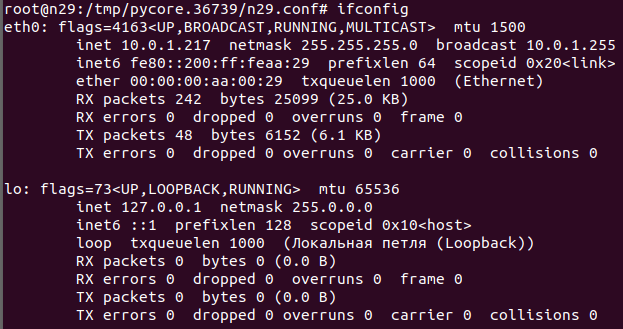 root@n29:/tmp/pycore.36739/n29.conf# ifconfig
eth0: flags=4163<UP,BROADCAST,RUNNING,MULTICAST>  mtu 1500
        inet 10.0.1.217  netmask 255.255.255.0  broadcast 10.0.1.255
        inet6 fe80::200:ff:feaa:29  prefixlen 64  scopeid 0x20<link>
        ether 00:00:00:aa:00:29  txqueuelen 1000  (Ethernet)
        RX packets 242  bytes 25099 (25.0 KB)
        RX errors 0  dropped 0  overruns 0  frame 0
        TX packets 48  bytes 6152 (6.1 KB)
        TX errors 0  dropped 0 overruns 0  carrier 0  collisions 0

lo: flags=73<UP,LOOPBACK,RUNNING>  mtu 65536
        inet 127.0.0.1  netmask 255.0.0.0
        inet6 ::1  prefixlen 128  scopeid 0x10<host>
        loop  txqueuelen 1000  (Локальная петля (Loopback))
        RX packets 0  bytes 0 (0.0 B)
        RX errors 0  dropped 0  overruns 0  frame 0
        TX packets 0  bytes 0 (0.0 B)
        TX errors 0  dropped 0 overruns 0  carrier 0  collisions 0